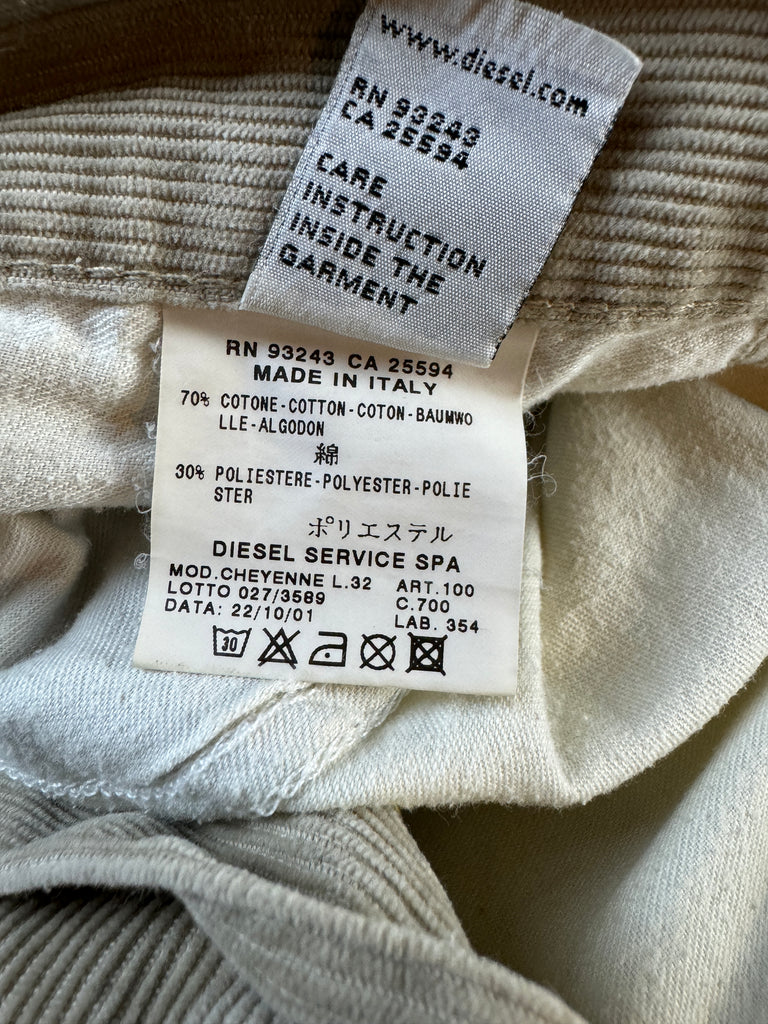 www.diesel.com
RN 93243
CA 25594
CARE
INSTRUCTION
INSIDE THE
GARMENT
RN 93243 CA 25594
MADE IN ITALY
70% COTONE-COTTON-COTON-BAUMWO
LLE-ALGODON
綿
30% POLIESTERE-POLYESTER-POLIE
STER
ポリエステル
DIESEL SERVICE SPA
MOD.CHEYENNE L.32 ART.100
LOTTO 027/3589 C.700
DATA: 22/10/01 LAB. 354
30